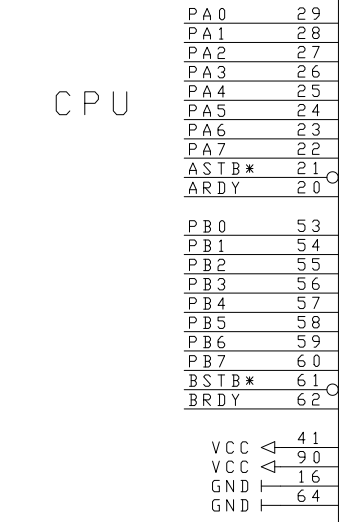 PA0 29
PA1 28
PA2 27
PA3 26
CPU
PA4 25
PA5 24
PA6 23
PA7 22
ASTB* 21
ARDY 20
PB0 53
PB1 54
PB2 55
PB3 56
PB4 57
PB5 58
PB6 59
PB7 60
BSTB* 61
BRDY 62
VCC 41
VCC 90
GND 16
GND 64